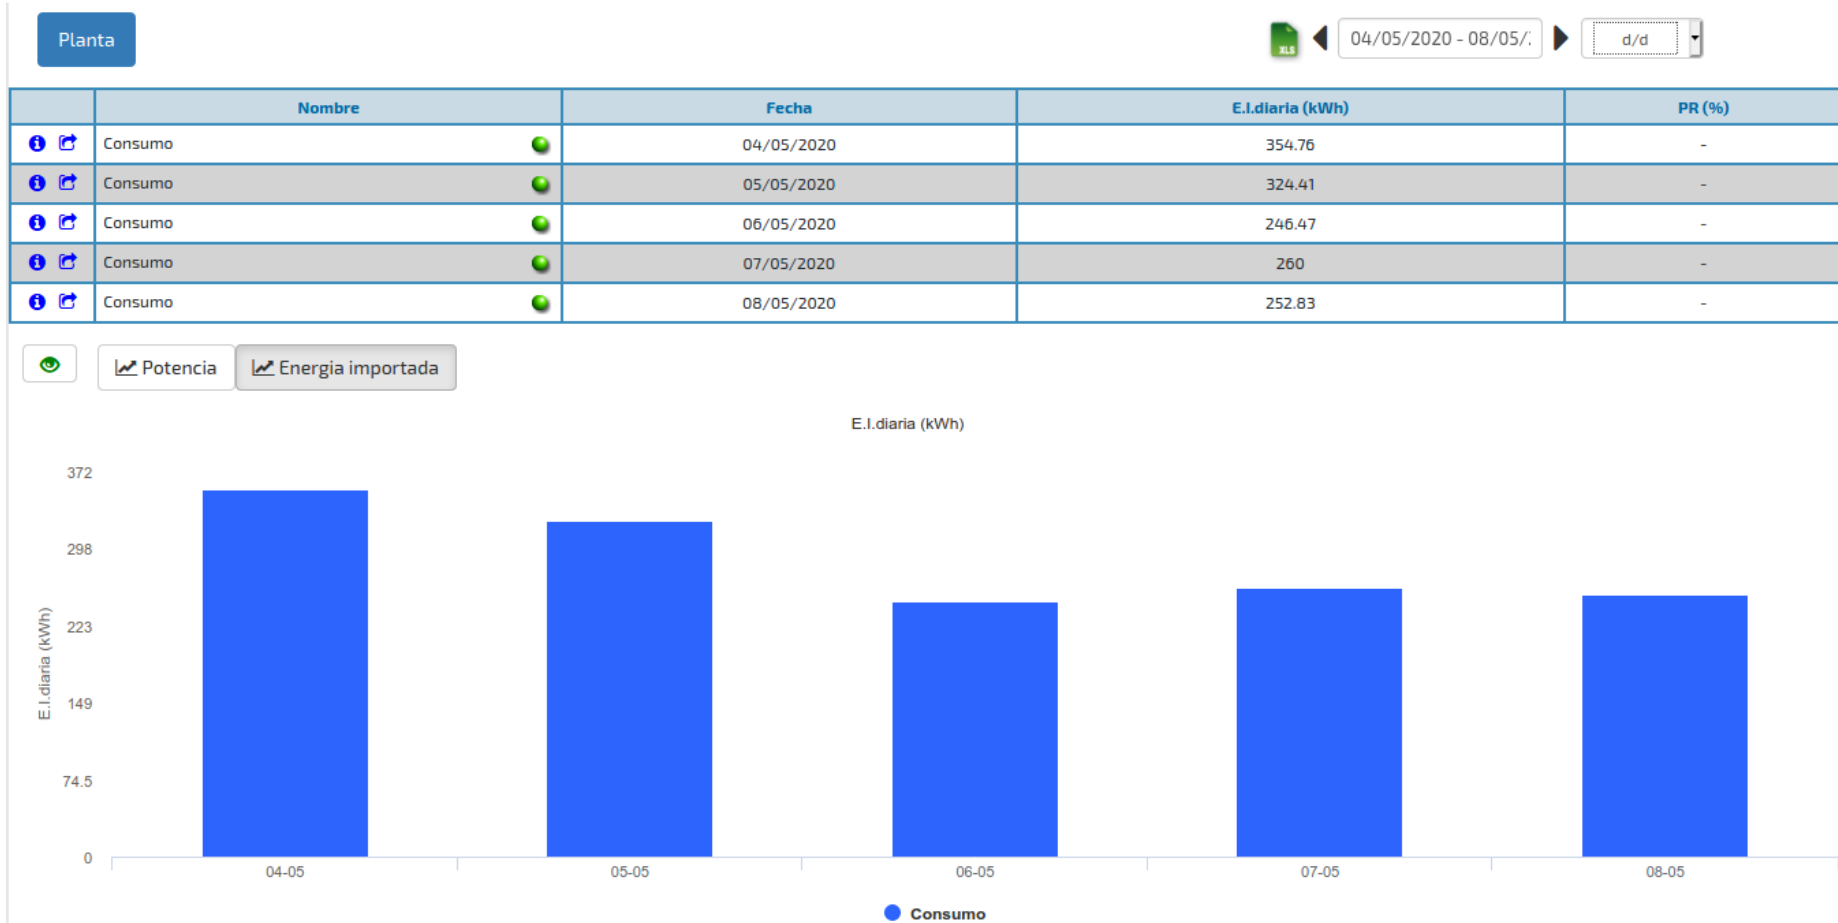 Planta
XLS
04/05/2020 - 08/05/:
d/d
Nombre Fecha E.I.diaria (kWh) PR (%)
Consumo 04/05/2020 354.76 -
Consumo 05/05/2020 324.41 -
Consumo 06/05/2020 246.47 -
Consumo 07/05/2020 260 -
Consumo 08/05/2020 252.83 -
Potencia
Energia importada
E.I.diaria (kWh)
E.I.diaria (kWh)
372
298
223
149
74.5
0
04-05 05-05 06-05 07-05 08-05
Consumo